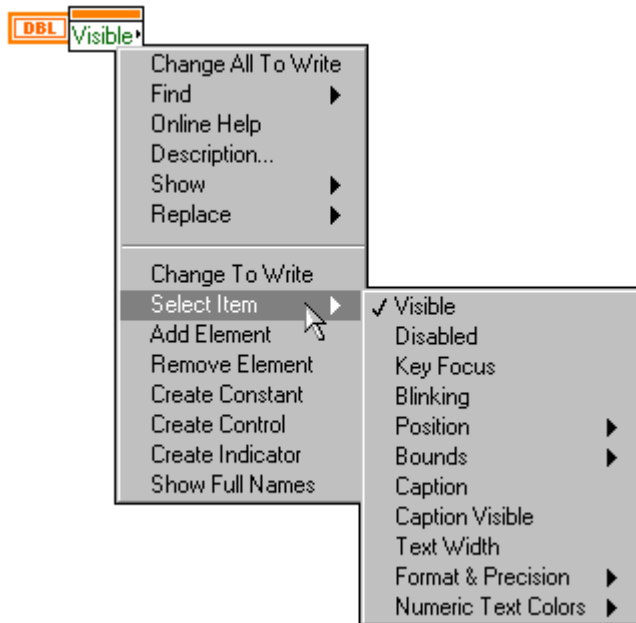 DBL
Visible
Change All To Write
Find
Online Help
Description...
Show
Replace
Change To Write
Select Item
Add Element
Remove Element
Create Constant
Create Control
Create Indicator
Show Full Names
Visible
Disabled
Key Focus
Blinking
Position
Bounds
Caption
Caption Visible
Text Width
Format & Precision
Numeric Text Colors